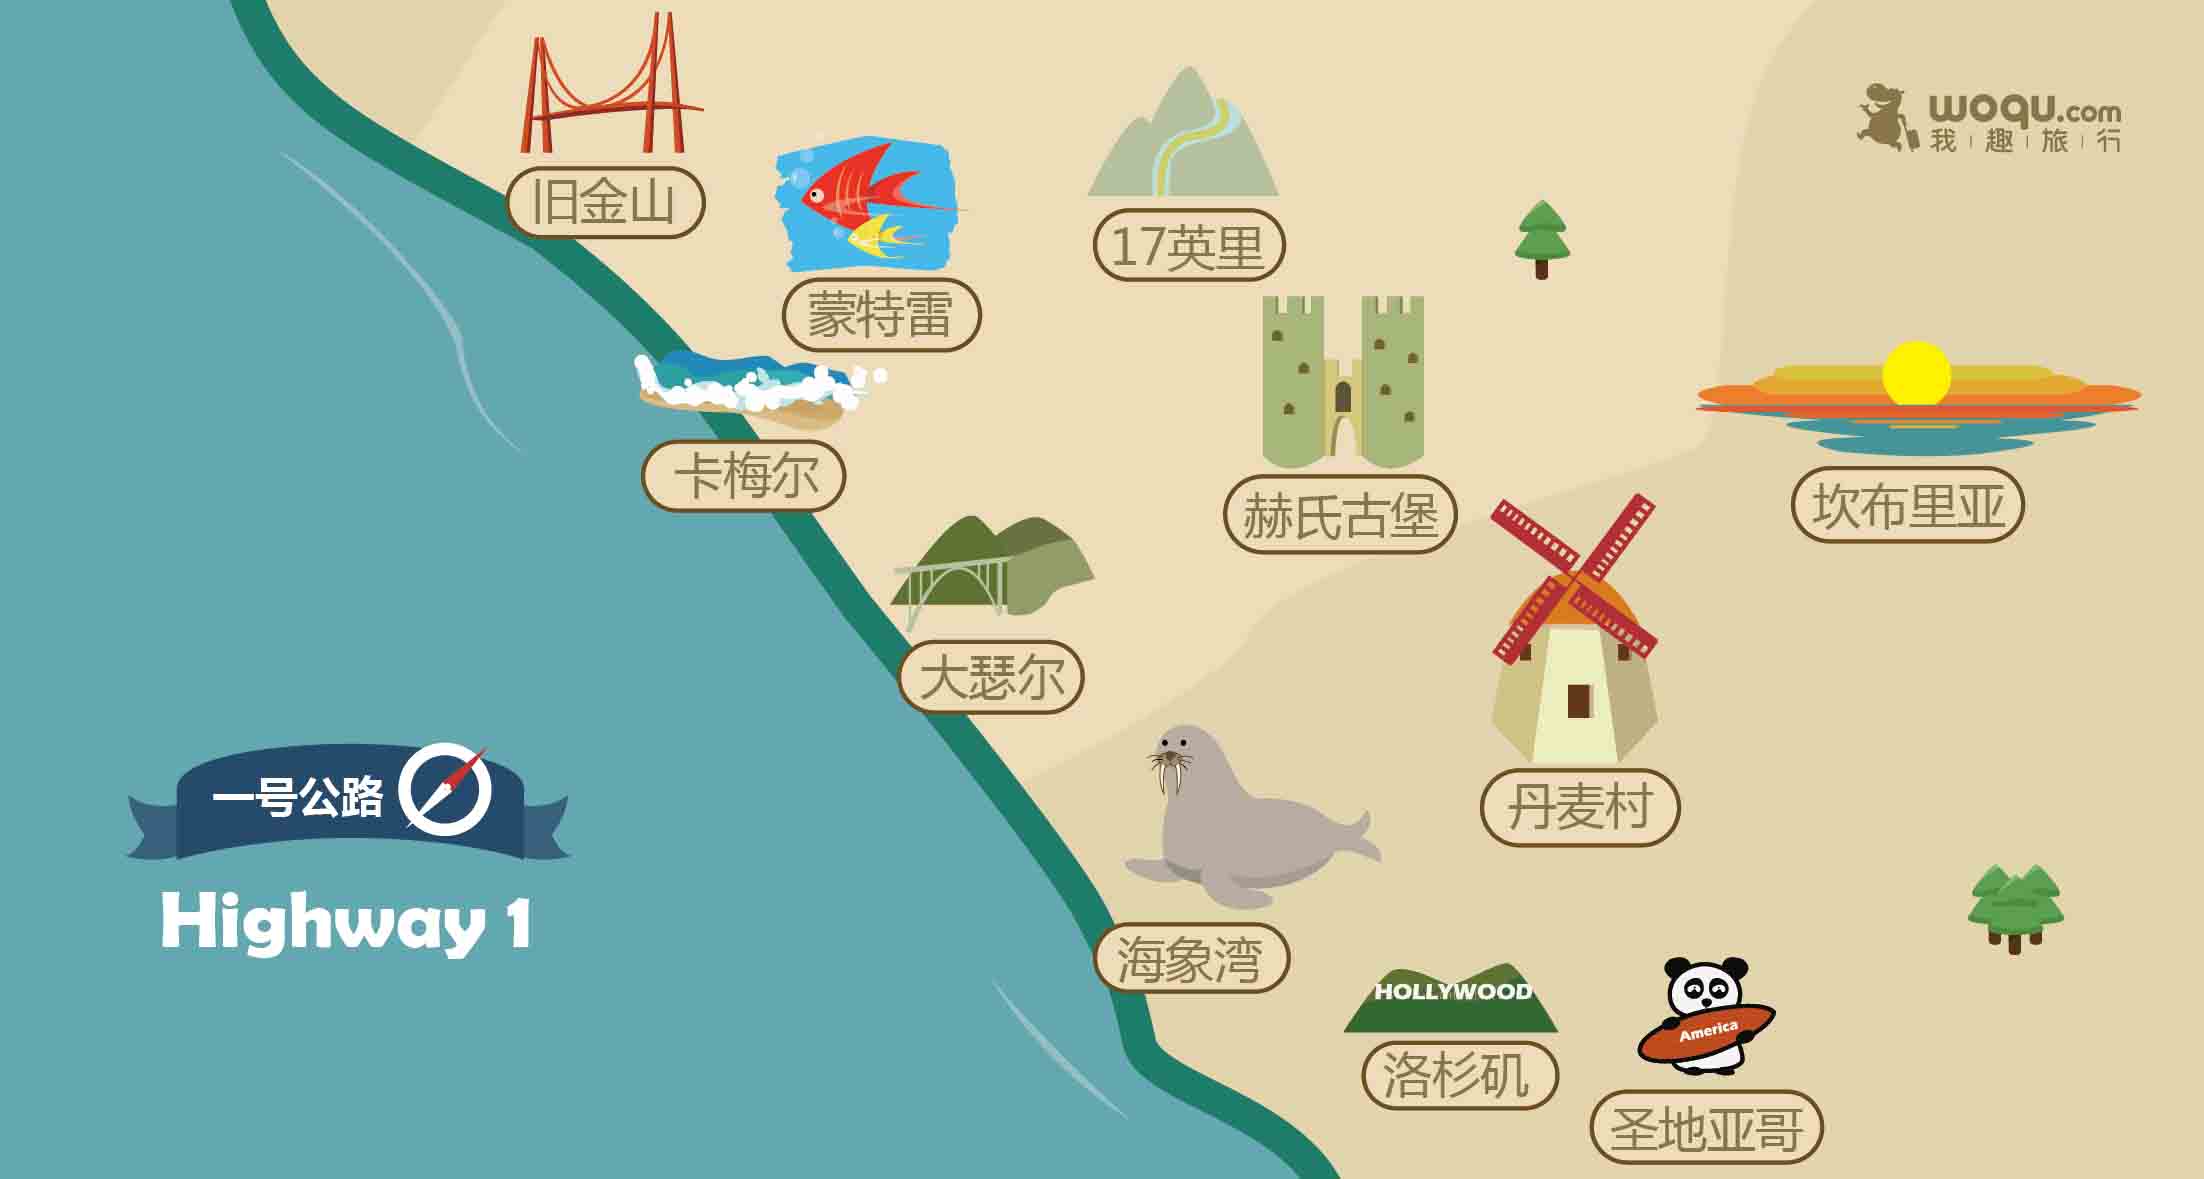 woqu.com
我|趣|旅|行
旧金山
17英里
蒙特雷
卡梅尔
赫氏古堡
坎布里亚
大瑟尔
丹麦村
一号公路
Highway 1
海象湾
HOLLYWOOD
洛杉矶
America
圣地亚哥